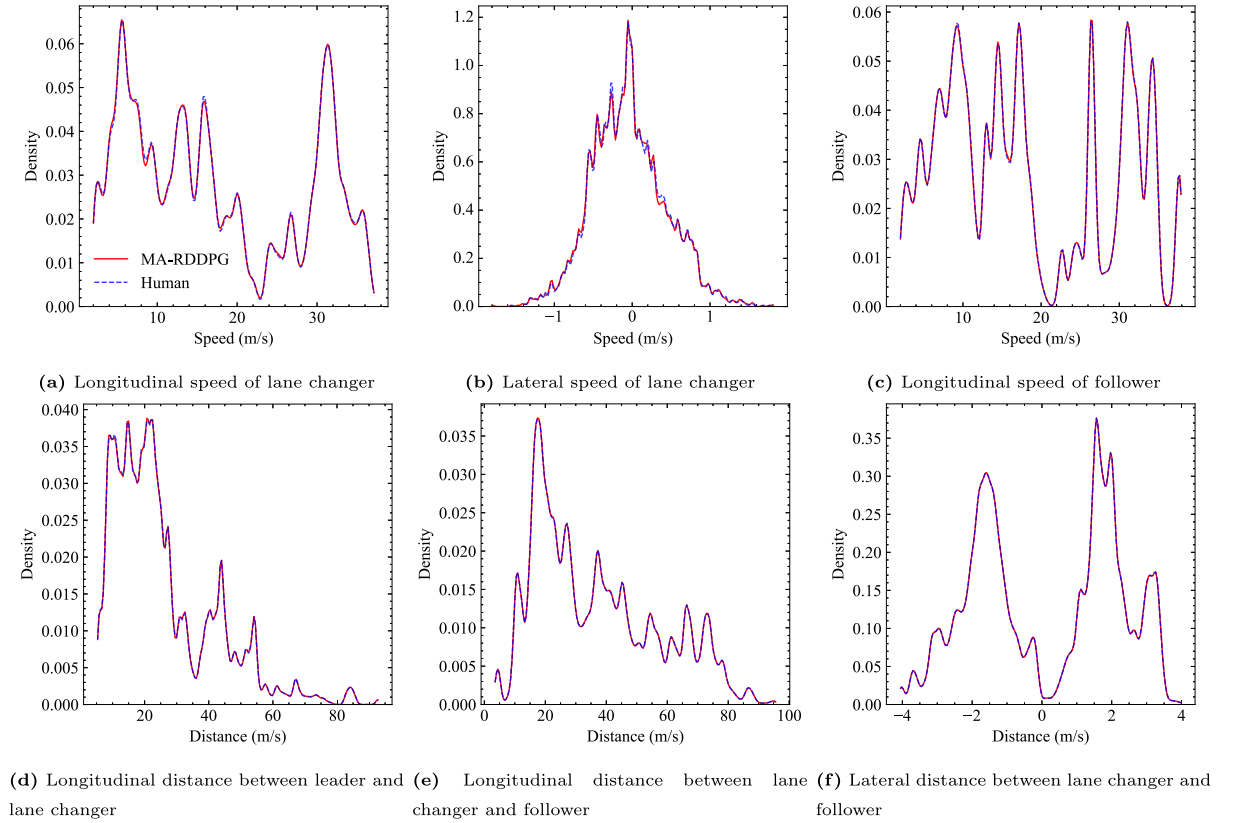 0.06
0.05
0.04
0.03
0.02
0.01
0.00
Density
MA-RDDPG
Human
10 20 30
Speed (m/s)
(a) Longitudinal speed of lane changer
1.2
1.0
0.8
0.6
0.4
0.2
0.0
Density
−1 0 1
Speed (m/s)
(b) Lateral speed of lane changer
0.06
0.05
0.04
0.03
0.02
0.01
0.00
Density
10 20 30
Speed (m/s)
(c) Longitudinal speed of follower
0.040
0.035
0.030
0.025
0.020
0.015
0.010
0.005
0.000
Density
20 40 60 80
Distance (m/s)
(d) Longitudinal distance between leader and
lane changer
0.035
0.030
0.025
0.020
0.015
0.010
0.005
0.000
Density
0 20 40 60 80 100
Distance (m/s)
(e) Longitudinal distance between lane
changer and follower
0.35
0.30
0.25
0.20
0.15
0.10
0.05
0.00
Density
−4 −2 0 2 4
Distance (m/s)
(f) Lateral distance between lane changer and
follower